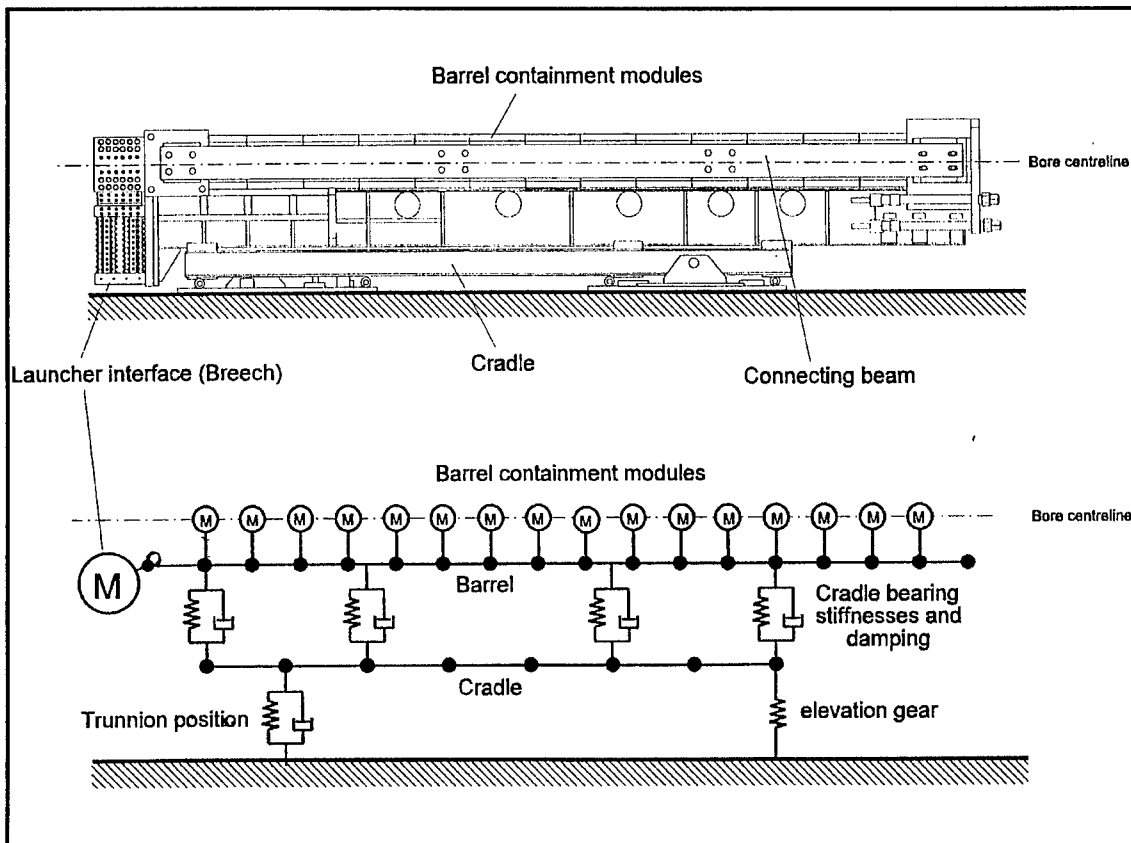 Barrel containment modules
Bore centreline
Launcher interface (Breech)
Cradle
Connecting beam
Barrel containment modules
M M M M M M M M M M M M M M M M
Bore centreline
M
Barrel
Cradle bearing
stiffnesses and
damping
Cradle
Trunnion position
elevation gear